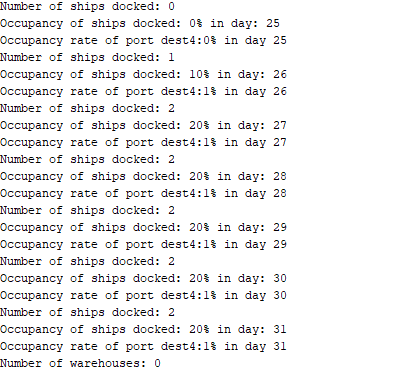 Number of ships docked: 0
Occupancy of ships docked: 0% in day: 25
Occupancy rate of port dest4:0% in day 25
Number of ships docked: 1
Occupancy of ships docked: 10% in day: 26
Occupancy rate of port dest4:1% in day 26
Number of ships docked: 2
Occupancy of ships docked: 20% in day: 27
Occupancy rate of port dest4:1% in day 27
Number of ships docked: 2
Occupancy of ships docked: 20% in day: 28
Occupancy rate of port dest4:1% in day 28
Number of ships docked: 2
Occupancy of ships docked: 20% in day: 29
Occupancy rate of port dest4:1% in day 29
Number of ships docked: 2
Occupancy of ships docked: 20% in day: 30
Occupancy rate of port dest4:1% in day 30
Number of ships docked: 2
Occupancy of ships docked: 20% in day: 31
Occupancy rate of port dest4:1% in day 31
Number of warehouses: 0